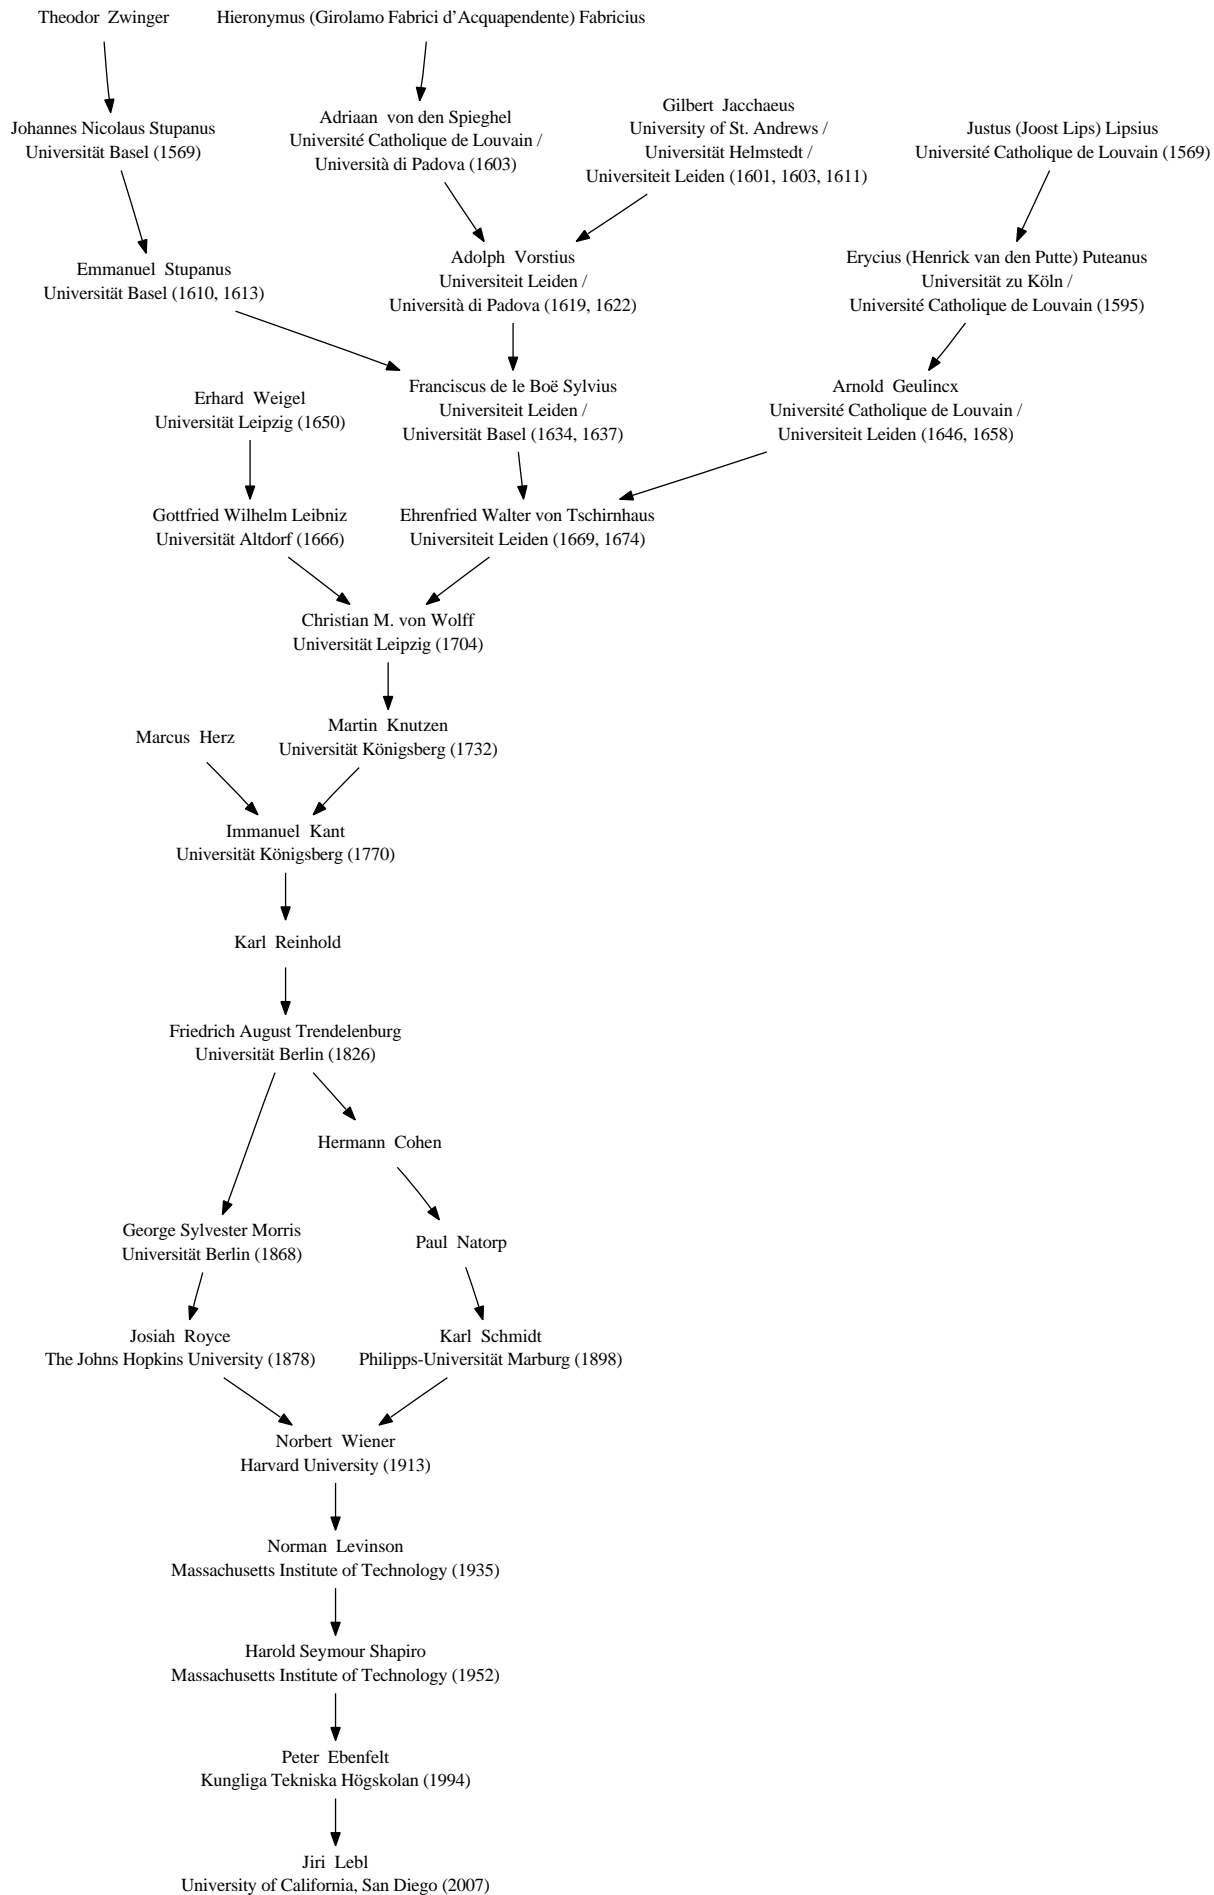 Theodor Zwinger
Hieronymus (Girolamo Fabrici d'Acquapendente) Fabricius
Johannes Nicolaus Stupanus
Universität Basel (1569)
Adriaan von den Spieghel
Université Catholique de Louvain /
Università di Padova (1603)
Gilbert Jacchaeus
University of St. Andrews /
Universität Helmstedt /
Universiteit Leiden (1601, 1603, 1611)
Justus (Joost Lips) Lipsius
Université Catholique de Louvain (1569)
Emmanuel Stupanus
Universität Basel (1610, 1613)
Adolph Vorstius
Universiteit Leiden /
Università di Padova (1619, 1622)
Erycius (Henrick van den Putte) Puteanus
Universität zu Köln /
Université Catholique de Louvain (1595)
Erhard Weigel
Universität Leipzig (1650)
Franciscus de le Boë Sylvius
Universiteit Leiden /
Universität Basel (1634, 1637)
Arnold Geulincx
Université Catholique de Louvain /
Universiteit Leiden (1646, 1658)
Gottfried Wilhelm Leibniz
Universität Altdorf (1666)
Ehrenfried Walter von Tschirnhaus
Universiteit Leiden (1669, 1674)
Christian M. von Wolff
Universität Leipzig (1704)
Marcus Herz
Martin Knutzen
Universität Königsberg (1732)
Immanuel Kant
Universität Königsberg (1770)
Karl Reinhold
Friedrich August Trendelenburg
Universität Berlin (1826)
Hermann Cohen
George Sylvester Morris
Universität Berlin (1868)
Paul Natorp
Josiah Royce
The Johns Hopkins University (1878)
Karl Schmidt
Philipps-Universität Marburg (1898)
Norbert Wiener
Harvard University (1913)
Norman Levinson
Massachusetts Institute of Technology (1935)
Harold Seymour Shapiro
Massachusetts Institute of Technology (1952)
Peter Ebenfelt
Kungliga Tekniska Högskolan (1994)
Jiri Lebl
University of California, San Diego (2007)